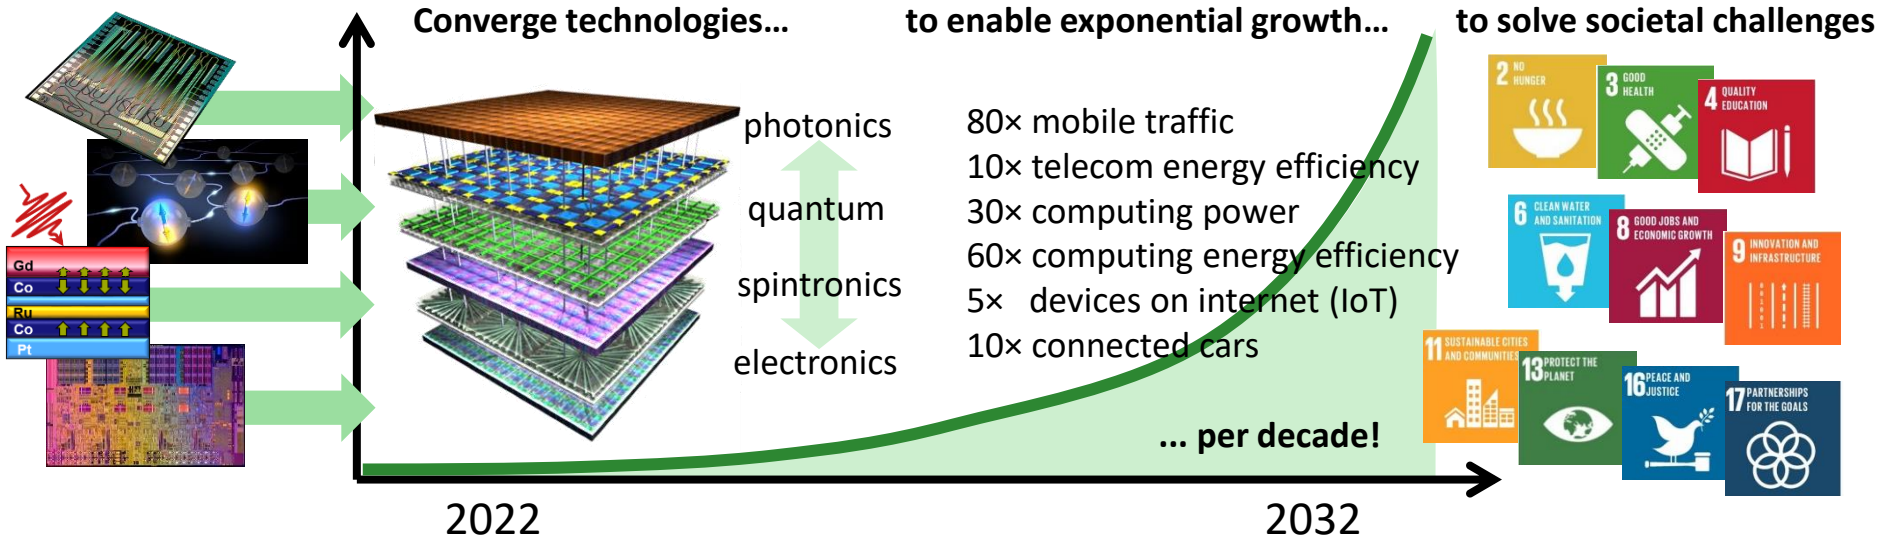 Converge technologies...
to enable exponential growth...
to solve societal challenges
SMART
Gd
Co
Ru
Co
Pt
photonics
quantum
spintronics
electronics
80× mobile traffic
10× telecom energy efficiency
30× computing power
60× computing energy efficiency
5× devices on internet (IoT)
10× connected cars
... per decade!
2022
2032
2 NO
HUNGER
3 GOOD
HEALTH
4 QUALITY
EDUCATION
6 CLEAN WATER
AND SANITATION
8 GOOD JOBS AND
ECONOMIC GROWTH
9 INNOVATION AND
INFRASTRUCTURE
11 SUSTAINABLE CITIES
AND COMMUNITIES
13 PROTECT THE
PLANET
16 PEACE AND
JUSTICE
17 PARTNERSHIPS
FOR THE GOALS